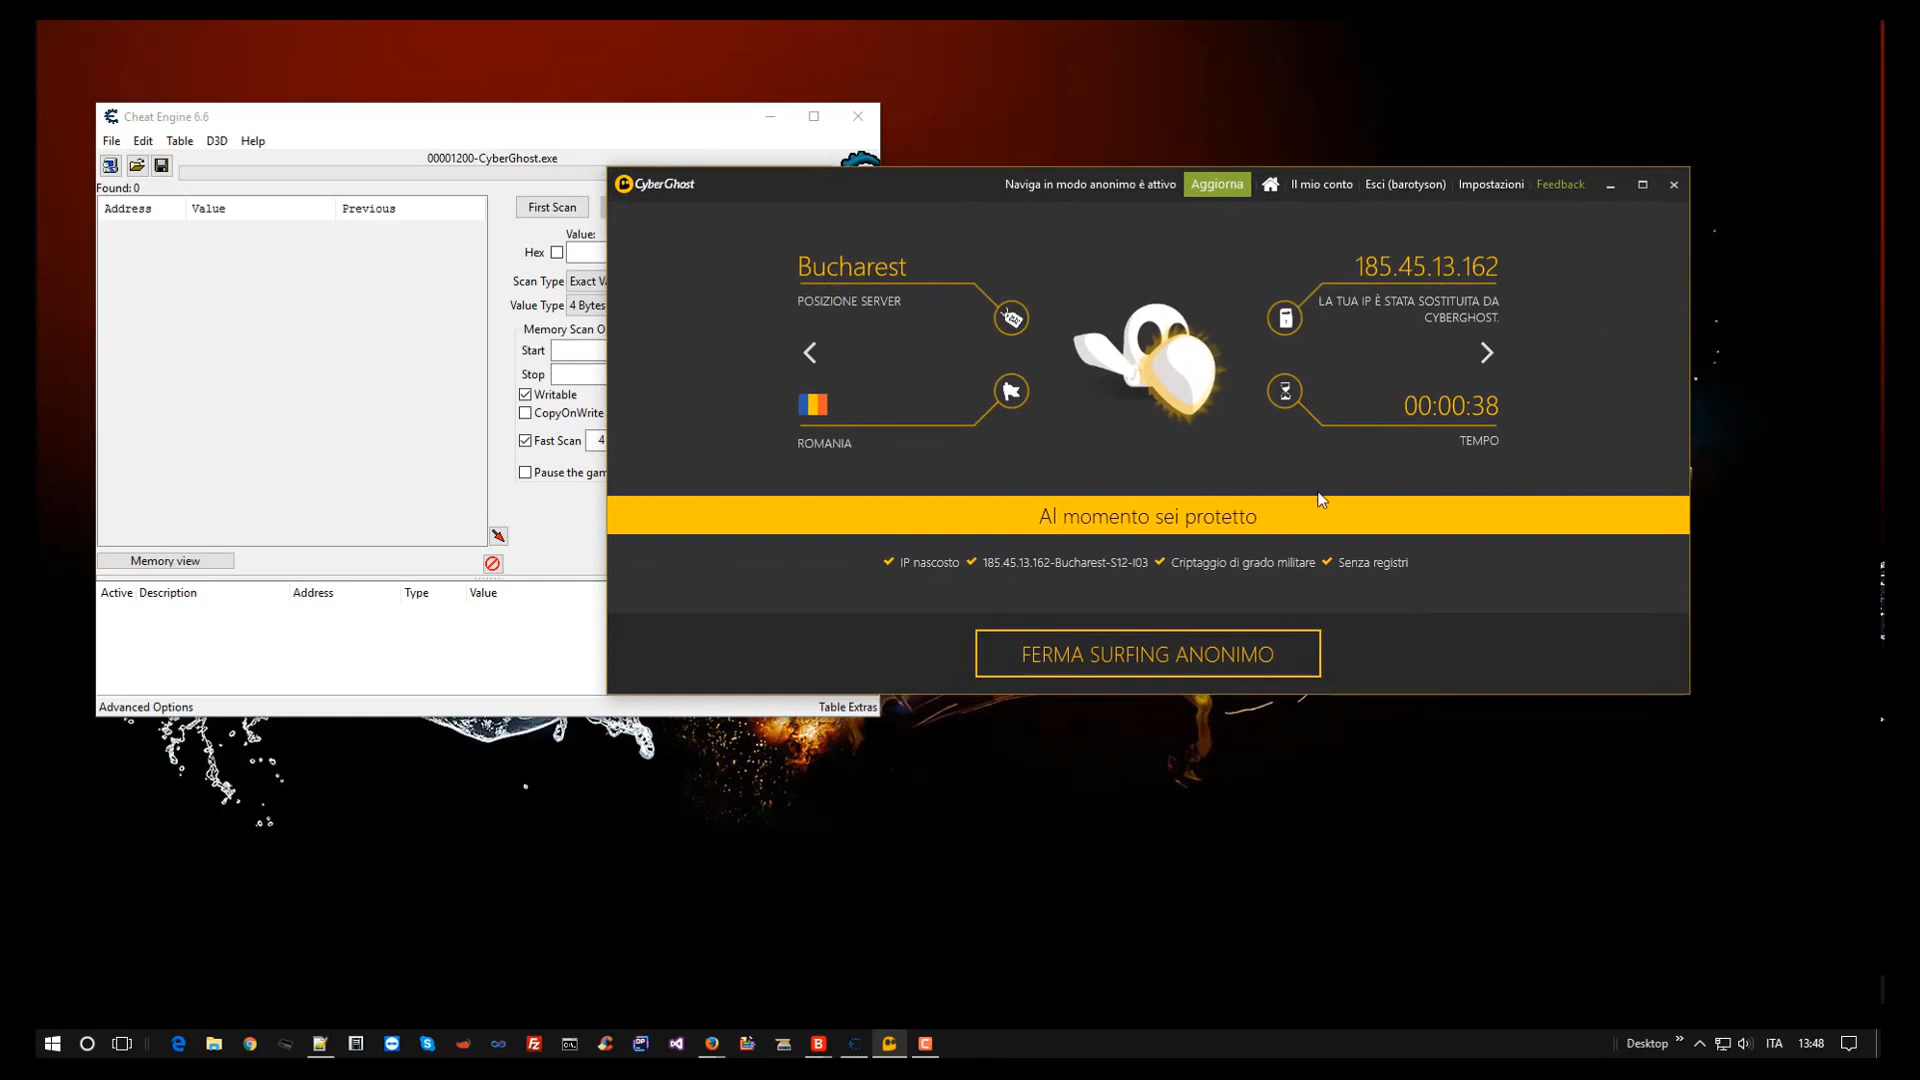 Cheat Engine 6.6
File Edit Table D3D Help
00001200-CyberGhost.exe
Found: 0
Address Value Previous
First Scan
Value:
Hex
Scan Type Exact Va
Value Type 4 Bytes
Memory Scan O
Start
Stop
Writable
CopyOnWrite
Fast Scan 4
Pause the gam
Memory view
Active Description Address Type Value
Advanced Options Table Extras
CyberGhost Naviga in modo anonimo è attivo Aggiorna Il mio conto Esci (barotyson) Impostazioni Feedback
Bucharest
POSIZIONE SERVER
ROMANIA
185.45.13.162
LA TUA IP È STATA SOSTITUITA DA
CYBERGHOST.
00:00:38
TEMPO
Al momento sei protetto
IP nascosto 185.45.13.162-Bucharest-S12-I03 Criptaggio di grado militare Senza registri
FERMA SURFING ANONIMO
Desktop ITA 13:48